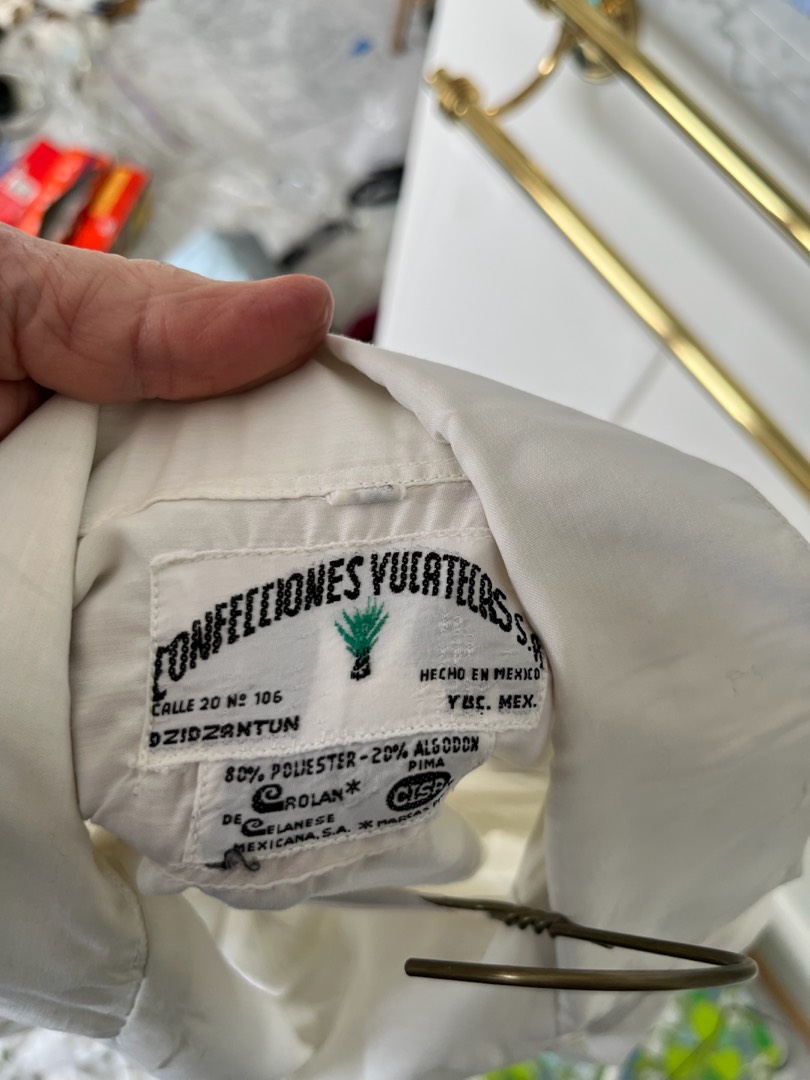 CONFECCIONES YUCATECAS S.A
HECHO EN MEXICO
CALLE 20 Nº 106
YUC. MEX.
DZIDZANTUN
80% POLIESTER-20% ALGODON
PIMA
CROLAN*
DE CELANESE
MEXICANA, S.A. *